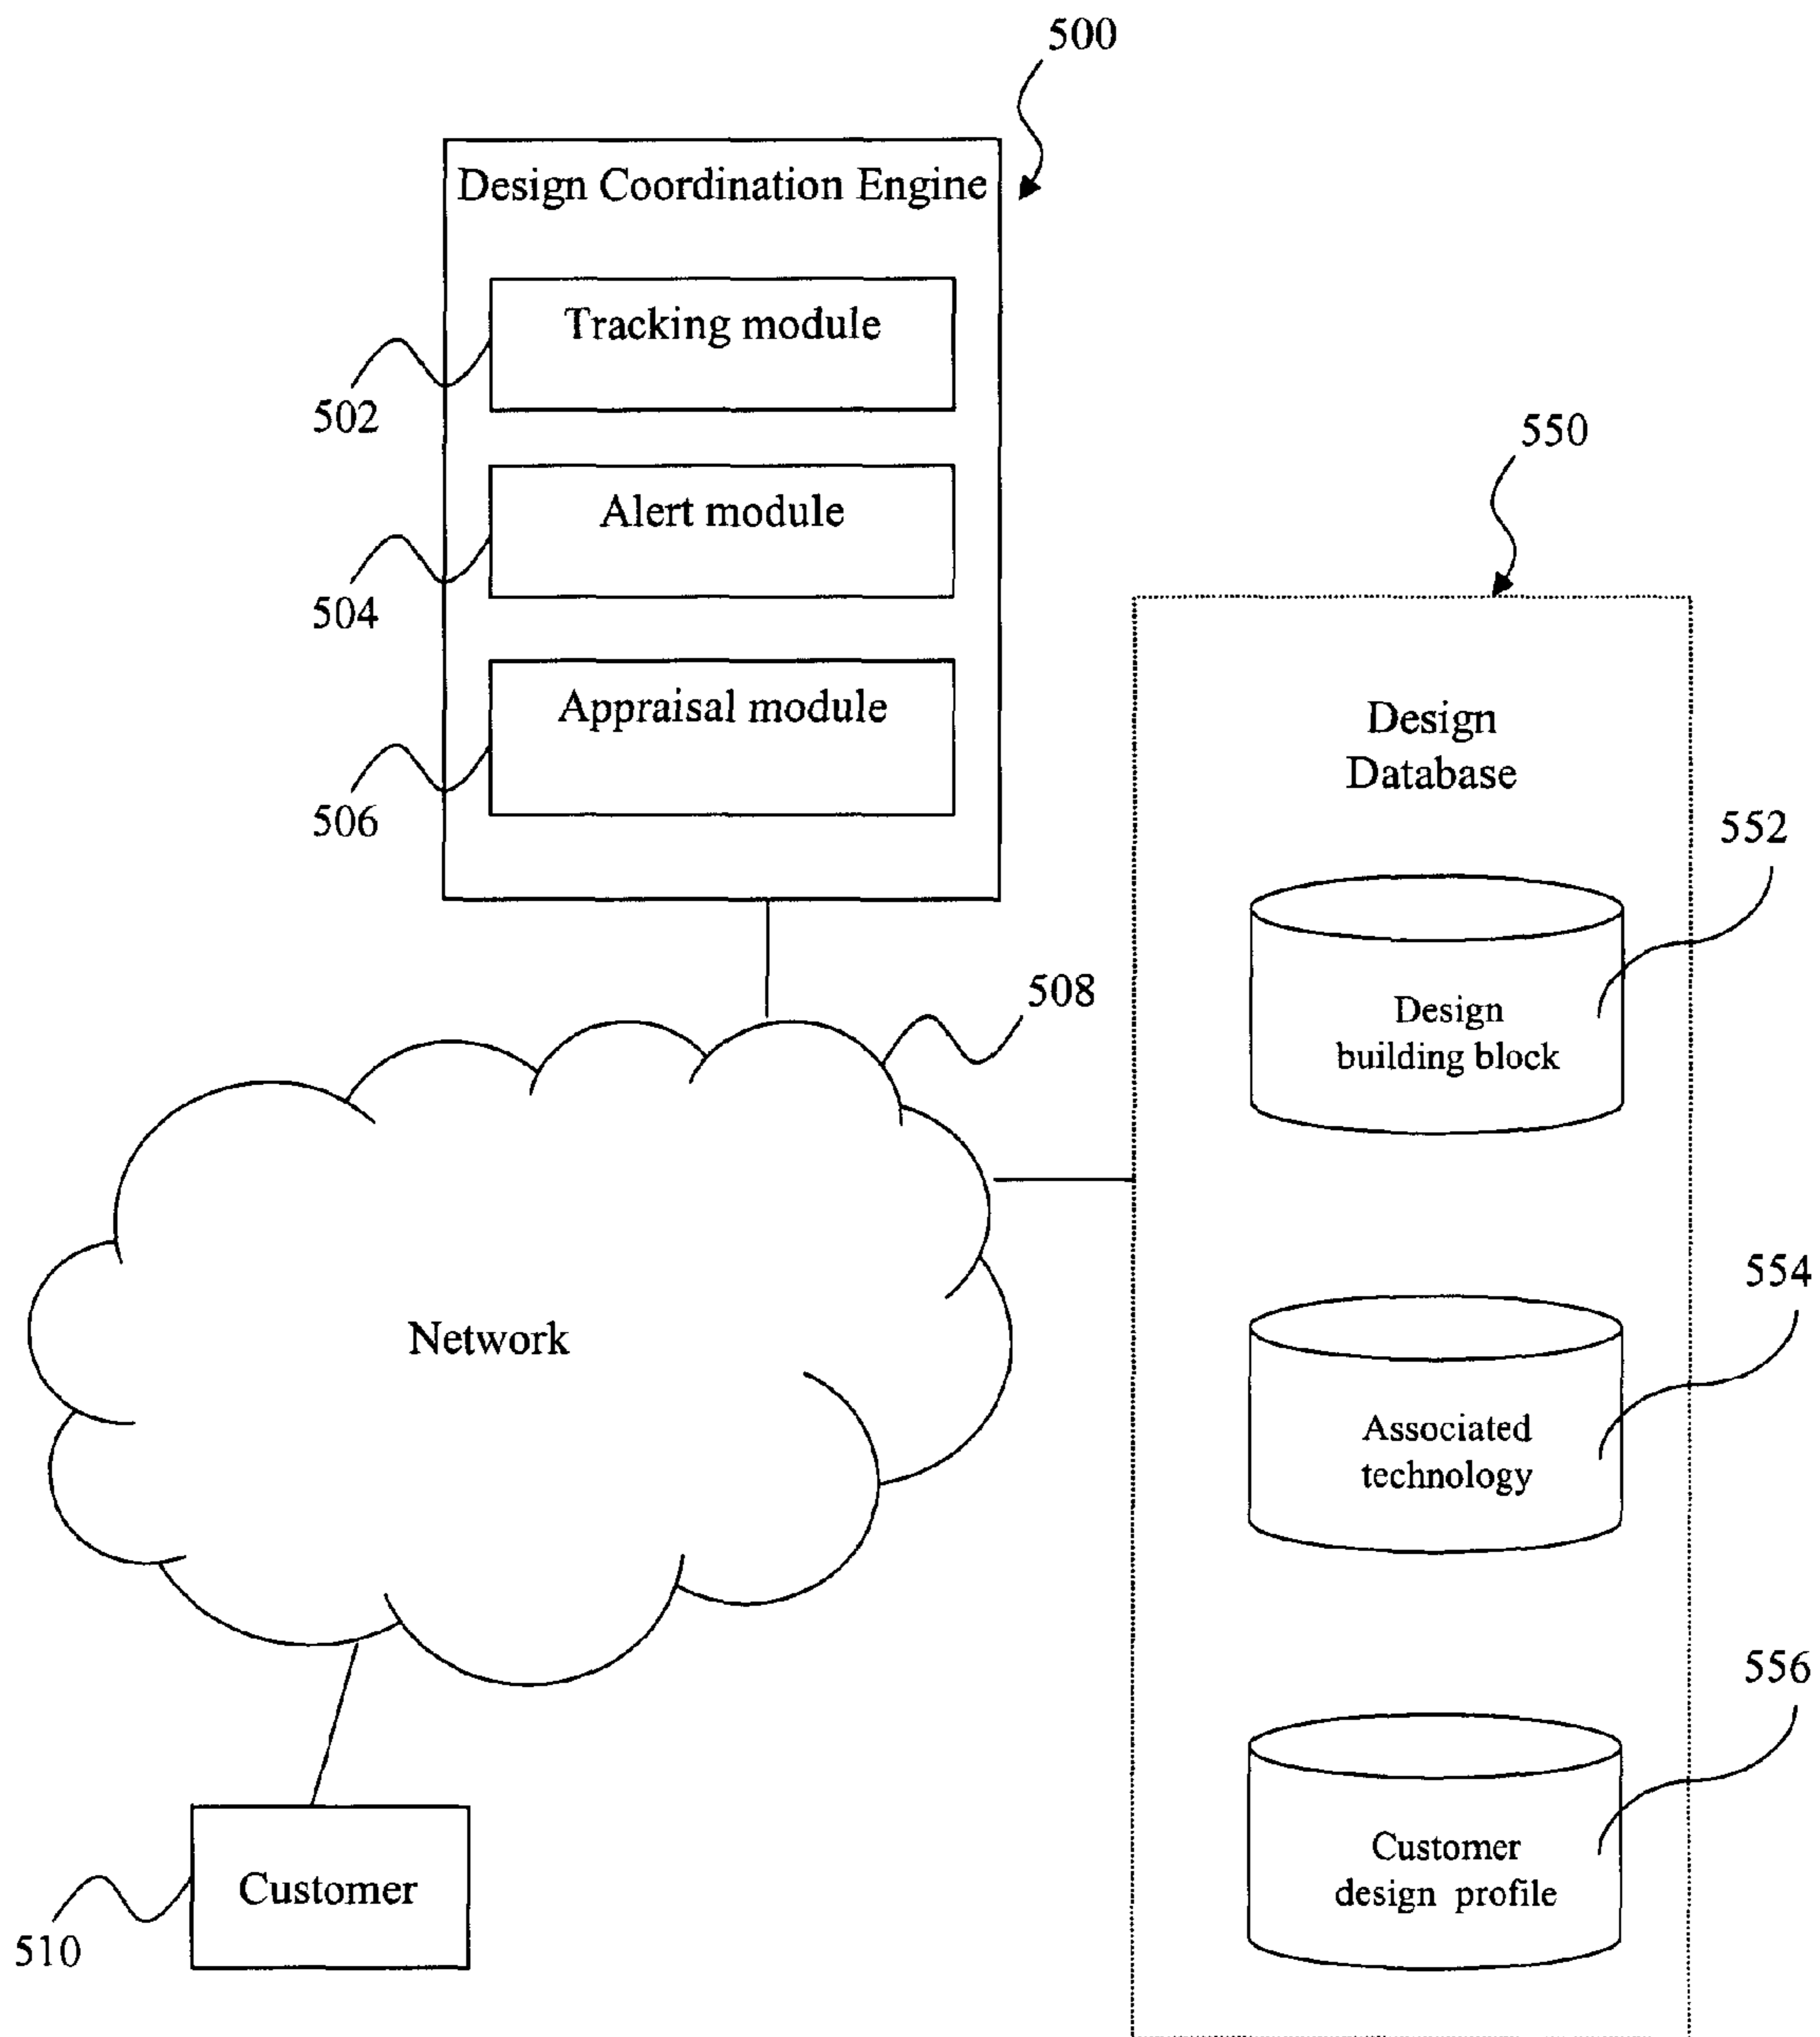 500
Design Coordination Engine
Tracking module
502
Alert module
504
Appraisal module
506
550
Design
Database
552
Design
building block
508
Network
554
Associated
technology
556
Customer
design profile
Customer
510